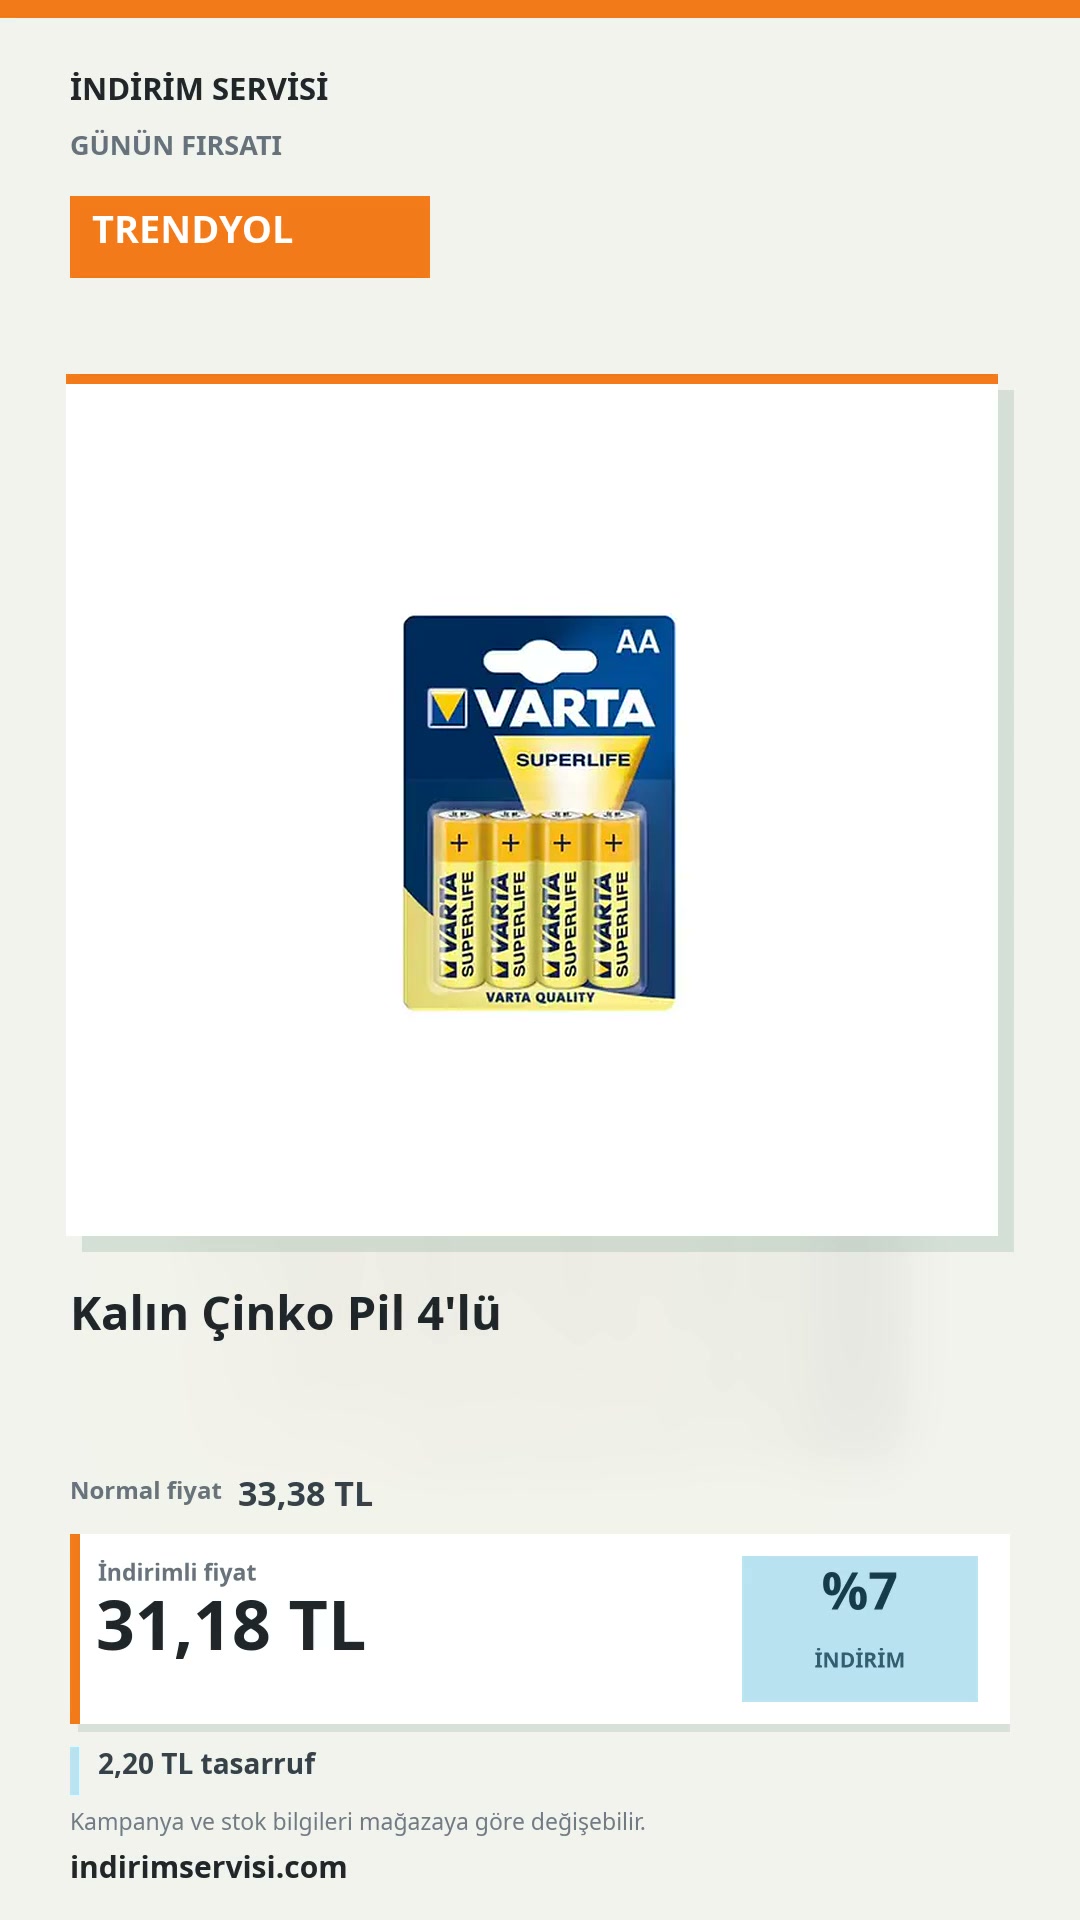 İNDİRİM SERVİSİ
GÜNÜN FIRSATI
TRENDYOL
AA
VARTA
SUPERLIFE
+ + + +
VARTA SUPERLIFE
VARTA SUPERLIFE
VARTA SUPERLIFE
VARTA SUPERLIFE
VARTA QUALITY
Kalın Çinko Pil 4'lü
Normal fiyat 33,38 TL
İndirimli fiyat
31,18 TL
%7
İNDİRİM
2,20 TL tasarruf
Kampanya ve stok bilgileri mağazaya göre değişebilir.
indirimservisi.com